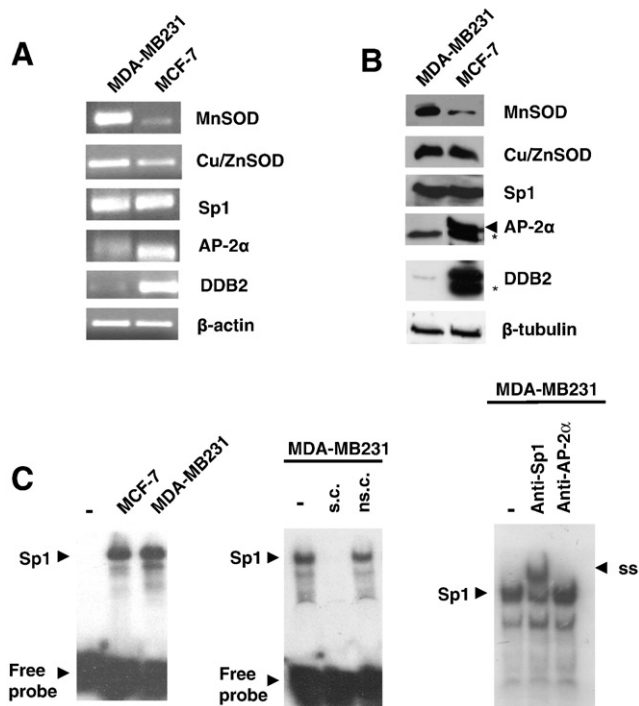 A
MDA-MB231
MCF-7
MnSOD
Cu/ZnSOD
Sp1
AP-2α
DDB2
β-actin
B
MDA-MB231
MCF-7
MnSOD
Cu/ZnSOD
Sp1
AP-2α
*
DDB2
*
β-tubulin
C
-
MCF-7
MDA-MB231
Sp1
Free
probe
MDA-MB231
-
s.c.
ns.c.
Sp1
Free
probe
MDA-MB231
-
Anti-Sp1
Anti-AP-2α
Sp1
ss